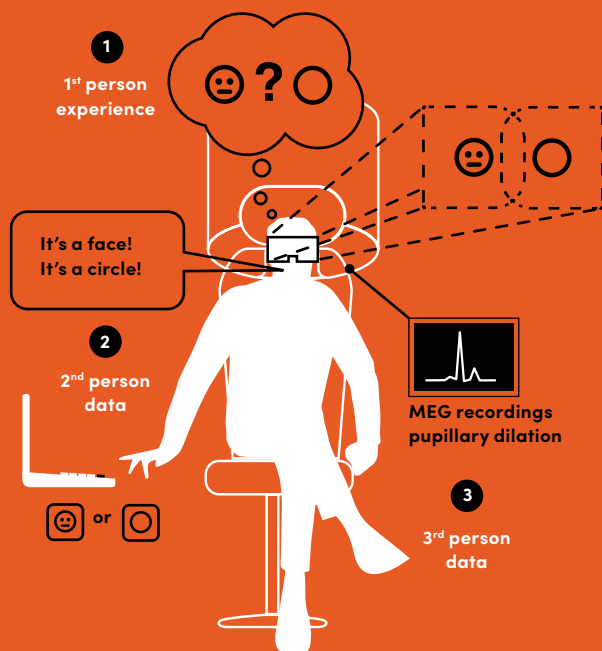 1
1st person
experience
?
It's a face!
It's a circle!
2
2nd person
data
or
MEG recordings
pupillary dilation
3
3rd person
data